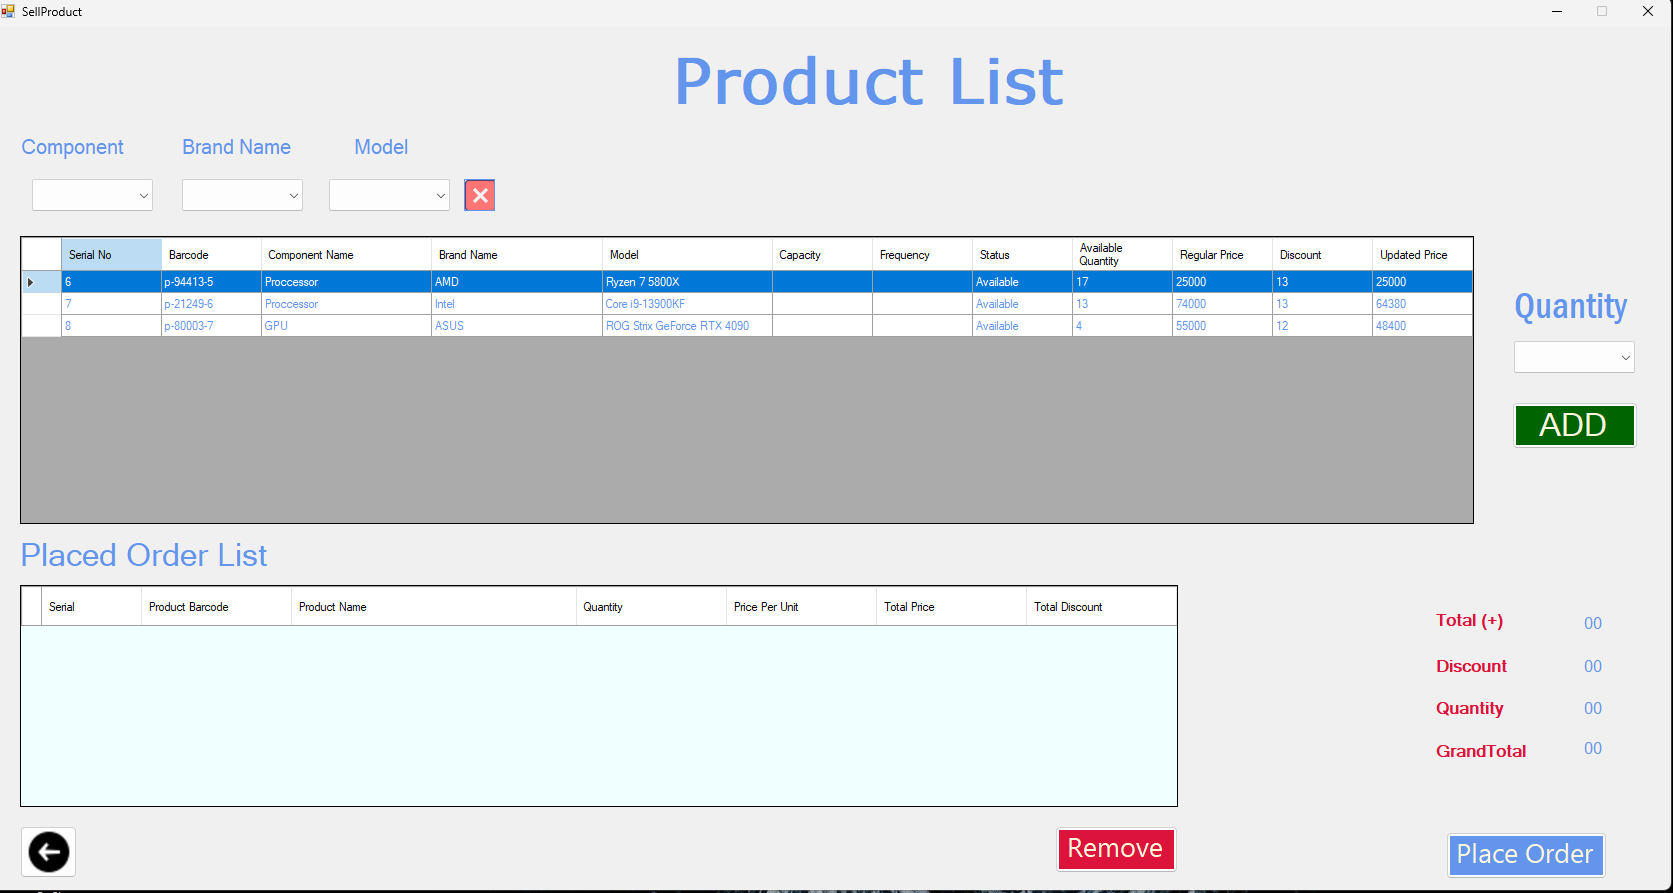 SellProduct
Product List
Component Brand Name Model
Serial No Barcode Component Name Brand Name Model Capacity Frequency Status Available Quantity Regular Price Discount Updated Price
6 p-94413-5 Proccessor AMD Ryzen 7 5800X Available 17 25000 13 25000
7 p-21249-6 Proccessor Intel Core i9-13900KF Available 13 74000 13 64380
8 p-80003-7 GPU ASUS ROG Strix GeForce RTX 4090 Available 4 55000 12 48400
Quantity
ADD
Placed Order List
Serial Product Barcode Product Name Quantity Price Per Unit Total Price Total Discount
Total (+) 00
Discount 00
Quantity 00
GrandTotal 00
Remove
Place Order